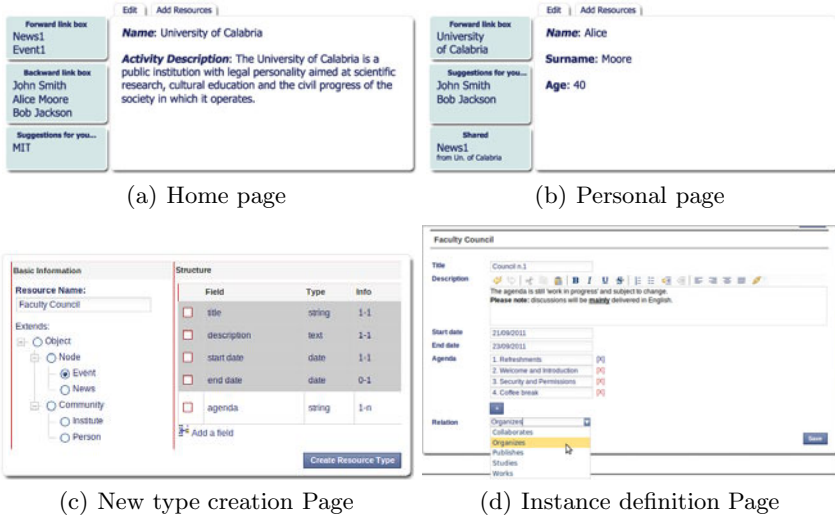 Edit | Add Resources
Forward link box
News1
Event1
Backward link box
John Smith
Alice Moore
Bob Jackson
Suggestions for you...
MIT
Name: University of Calabria
Activity Description: The University of Calabria is a
public institution with legal personality aimed at scientific
research, cultural education and the civil progress of the
society in which it operates.
(a) Home page
Edit | Add Resources
Forward link box
University
of Calabria
Suggestions for you...
John Smith
Bob Jackson
Shared
News1
from Un. of Calabria
Name: Alice
Surname: Moore
Age: 40
(b) Personal page
Basic Information
Resource Name:
Faculty Council
Extends:
Object
Node
Event
News
Community
Institute
Person
Structure
Field Type Info
title string 1-1
description text 1-1
start date date 1-1
end date date 0-1
agenda string 1-n
Add a field
Create Resource Type
(c) New type creation Page
Faculty Council
Title Council n.1
Description
The agenda is still 'work in progress' and subject to change.
Please note: discussions will be mainly delivered in English.
Start date 21/09/2011
End date 23/09/2011
Agenda 1. Refreshments [X]
2. Welcome and Introduction [X]
3. Security and Permissions [X]
4. Coffee break [X]
+
Relation Organizes
Collaborates
Organizes
Publishes
Studies
Works
Save
(d) Instance definition Page